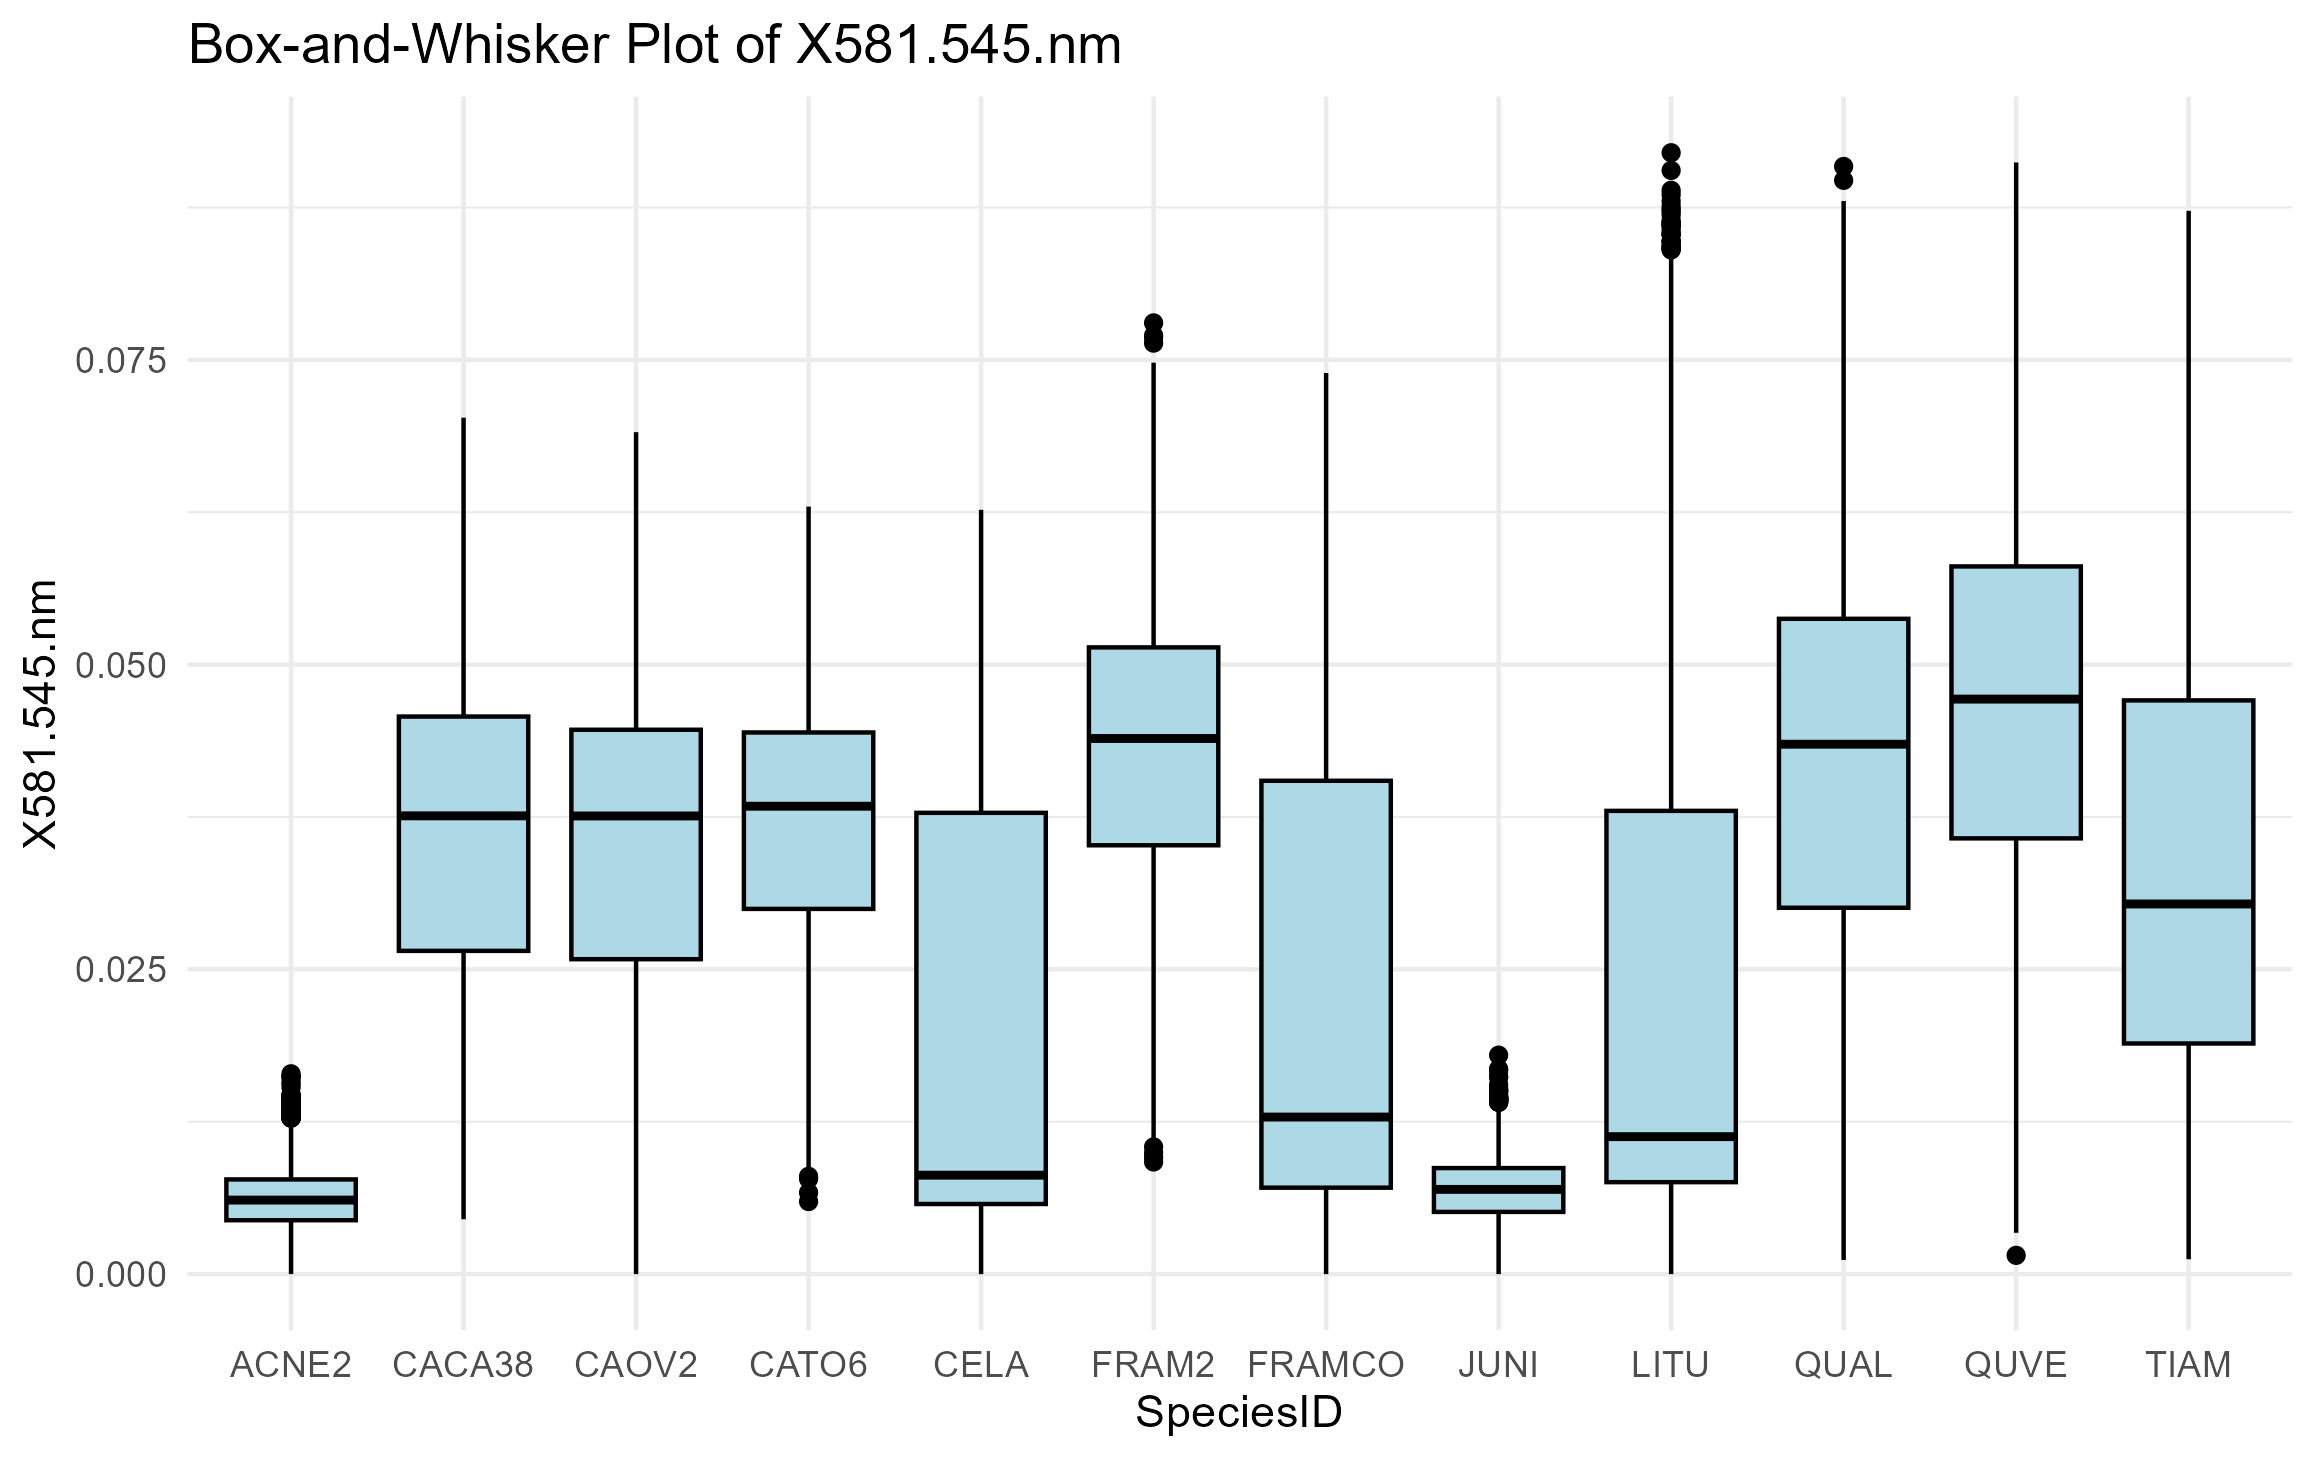 Box-and-Whisker Plot of X581.545.nm
X581.545.nm
0.075
0.050
0.025
0.000
ACNE2 CACA38 CAOV2 CATO6 CELA FRAM2 FRAMCO JUNI LITU QUAL QUVE TIAM
SpeciesID